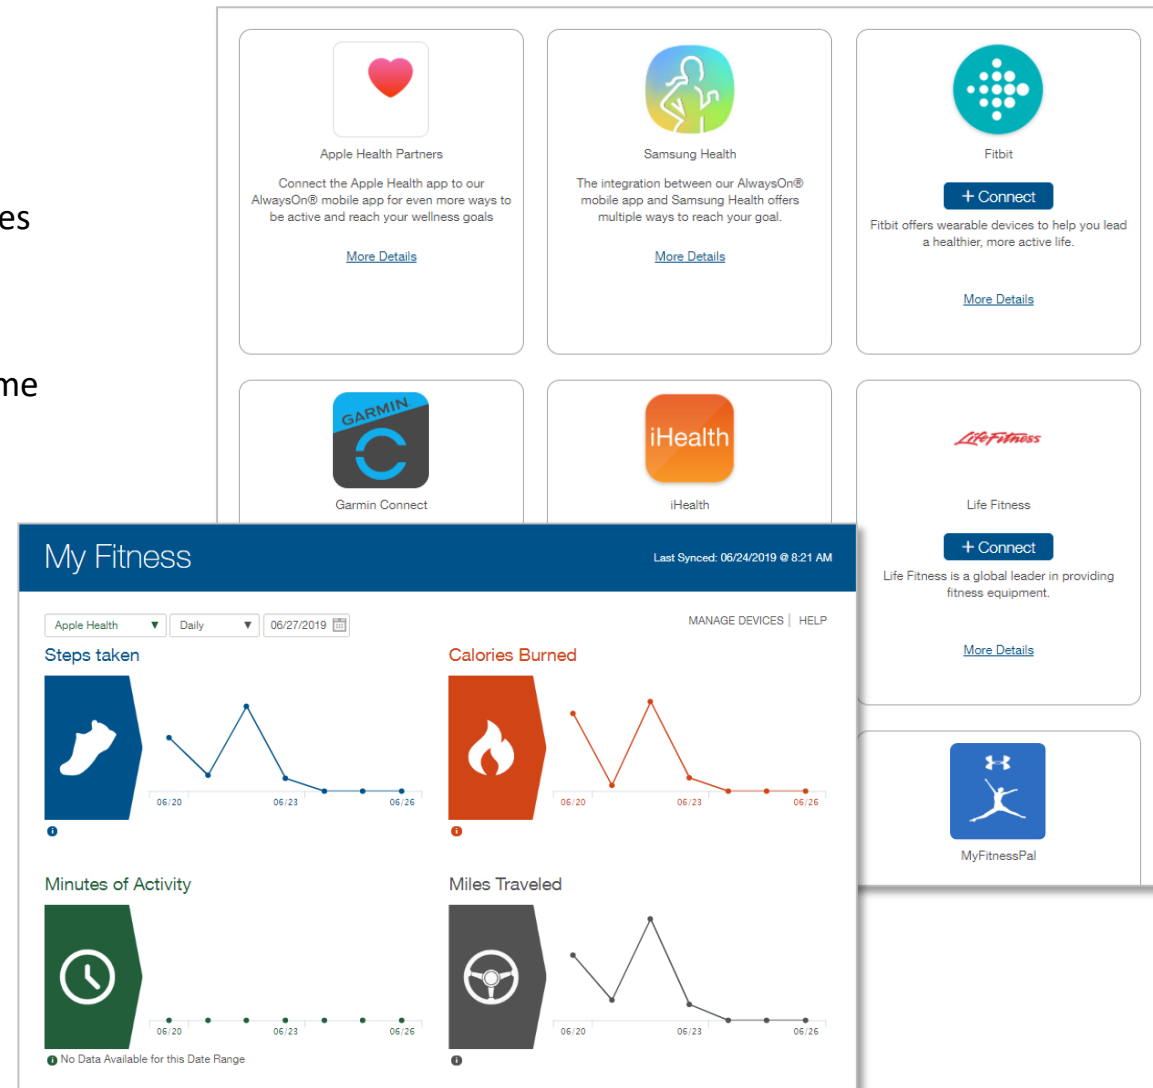 es
me
Apple Health Partners
Connect the Apple Health app to our
AlwaysOn® mobile app for even more ways to
be active and reach your wellness goals
More Details
Samsung Health
The integration between our AlwaysOn®
mobile app and Samsung Health offers
multiple ways to reach your goal.
More Details
Fitbit
+ Connect
Fitbit offers wearable devices to help you lead
a healthier, more active life.
More Details
GARMIN
Garmin Connect
iHealth
iHealth
LifeFitness
Life Fitness
+ Connect
Life Fitness is a global leader in providing
fitness equipment.
More Details
MyFitnessPal
My Fitness
Last Synced: 06/24/2019 @ 8:21 AM
Apple Health ▼ Daily ▼ 06/27/2019
MANAGE DEVICES | HELP
Steps taken
06/20 06/23 06/26
Calories Burned
06/20 06/23 06/26
Minutes of Activity
06/20 06/23 06/26
No Data Available for this Date Range
Miles Traveled
06/20 06/23 06/26